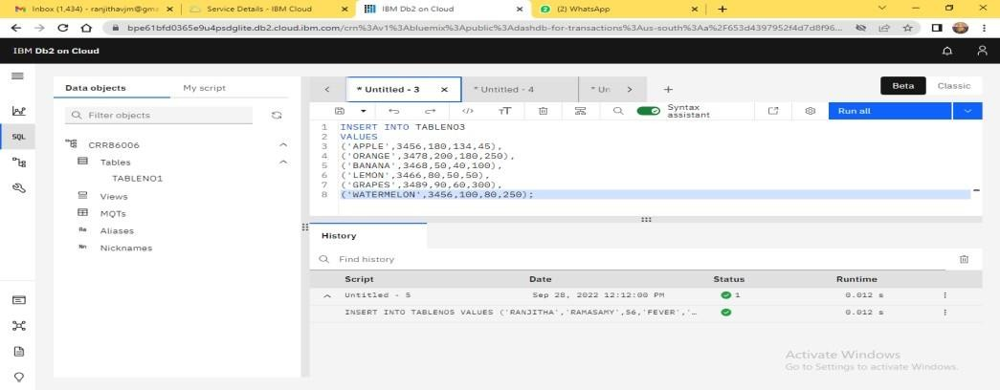 Inbox (1,434) - ranjithavjm@gma
Service Details - IBM Cloud
IBM Db2 on Cloud
(2) WhatsApp
bpe61bfd0365e9u4psdglite.db2.cloud.ibm.com/crn%3Av1%3Abluemix%3Apublic%3Adashdb-for-transactions%3Aus-south%3Aa%2F653d4397952f4d7d8f96...
IBM Db2 on Cloud
Data objects
My script
* Untitled - 3
* Untitled - 4
* Un
Beta
Classic
Filter objects
Syntax assistant
Run all
SQL
CRR86006
Tables
TABLENO1
Views
MQTs
Aliases
Nicknames
1 INSERT INTO TABLENO3
2 VALUES
3 ('APPLE',3456,180,134,45),
4 ('ORANGE',3478,200,180,250),
5 ('BANANA',3468,50,40,100),
6 ('LEMON',3466,80,50,50),
7 ('GRAPES',3489,90,60,300),
8 ('WATERMELON',3456,100,80,250);
History
Find history
Script Date Status Runtime
Untitled - 5 Sep 28, 2022 12:12:00 PM 1 0.012 s
INSERT INTO TABLENO5 VALUES ('RANJITHA','RAMASAMY',56,'FEVER','... 0.012 s
Activate Windows
Go to Settings to activate Windows.